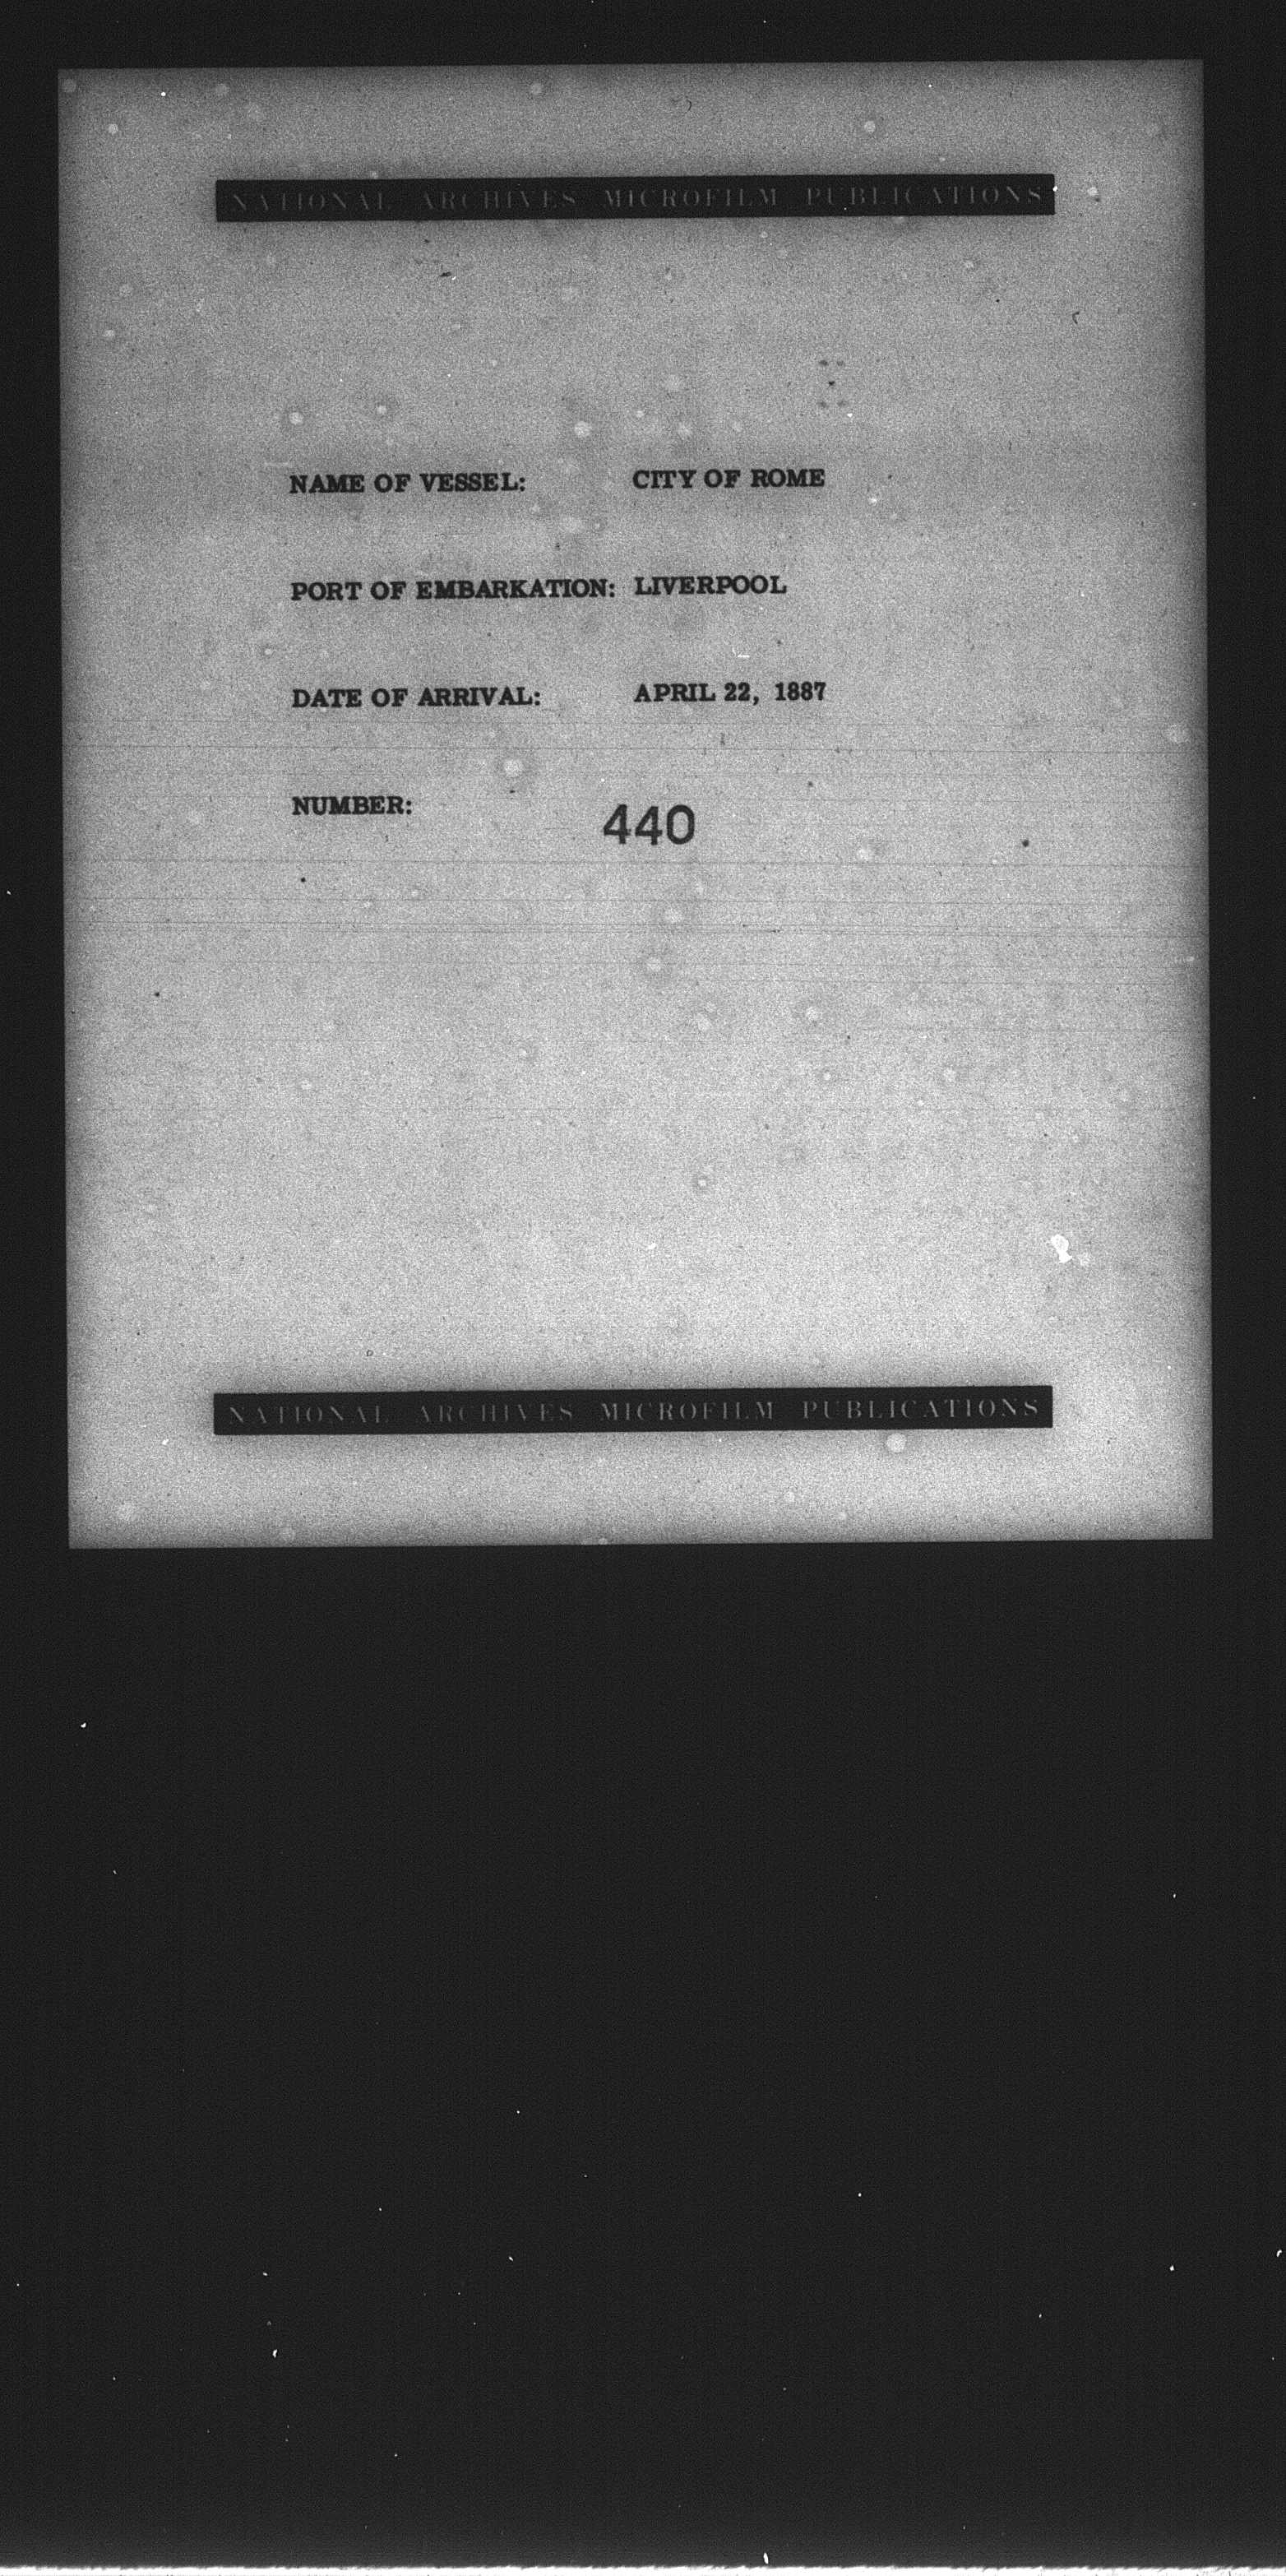 NATIONAL ARCHIVES MICROFILM PUBLICATIONS
NAME OF VESSEL: CITY OF ROME
PORT OF EMBARKATION: LIVERPOOL
DATE OF ARRIVAL: APRIL 22, 1887
NUMBER: 440
NATIONAL ARCHIVES MICROFILM PUBLICATIONS